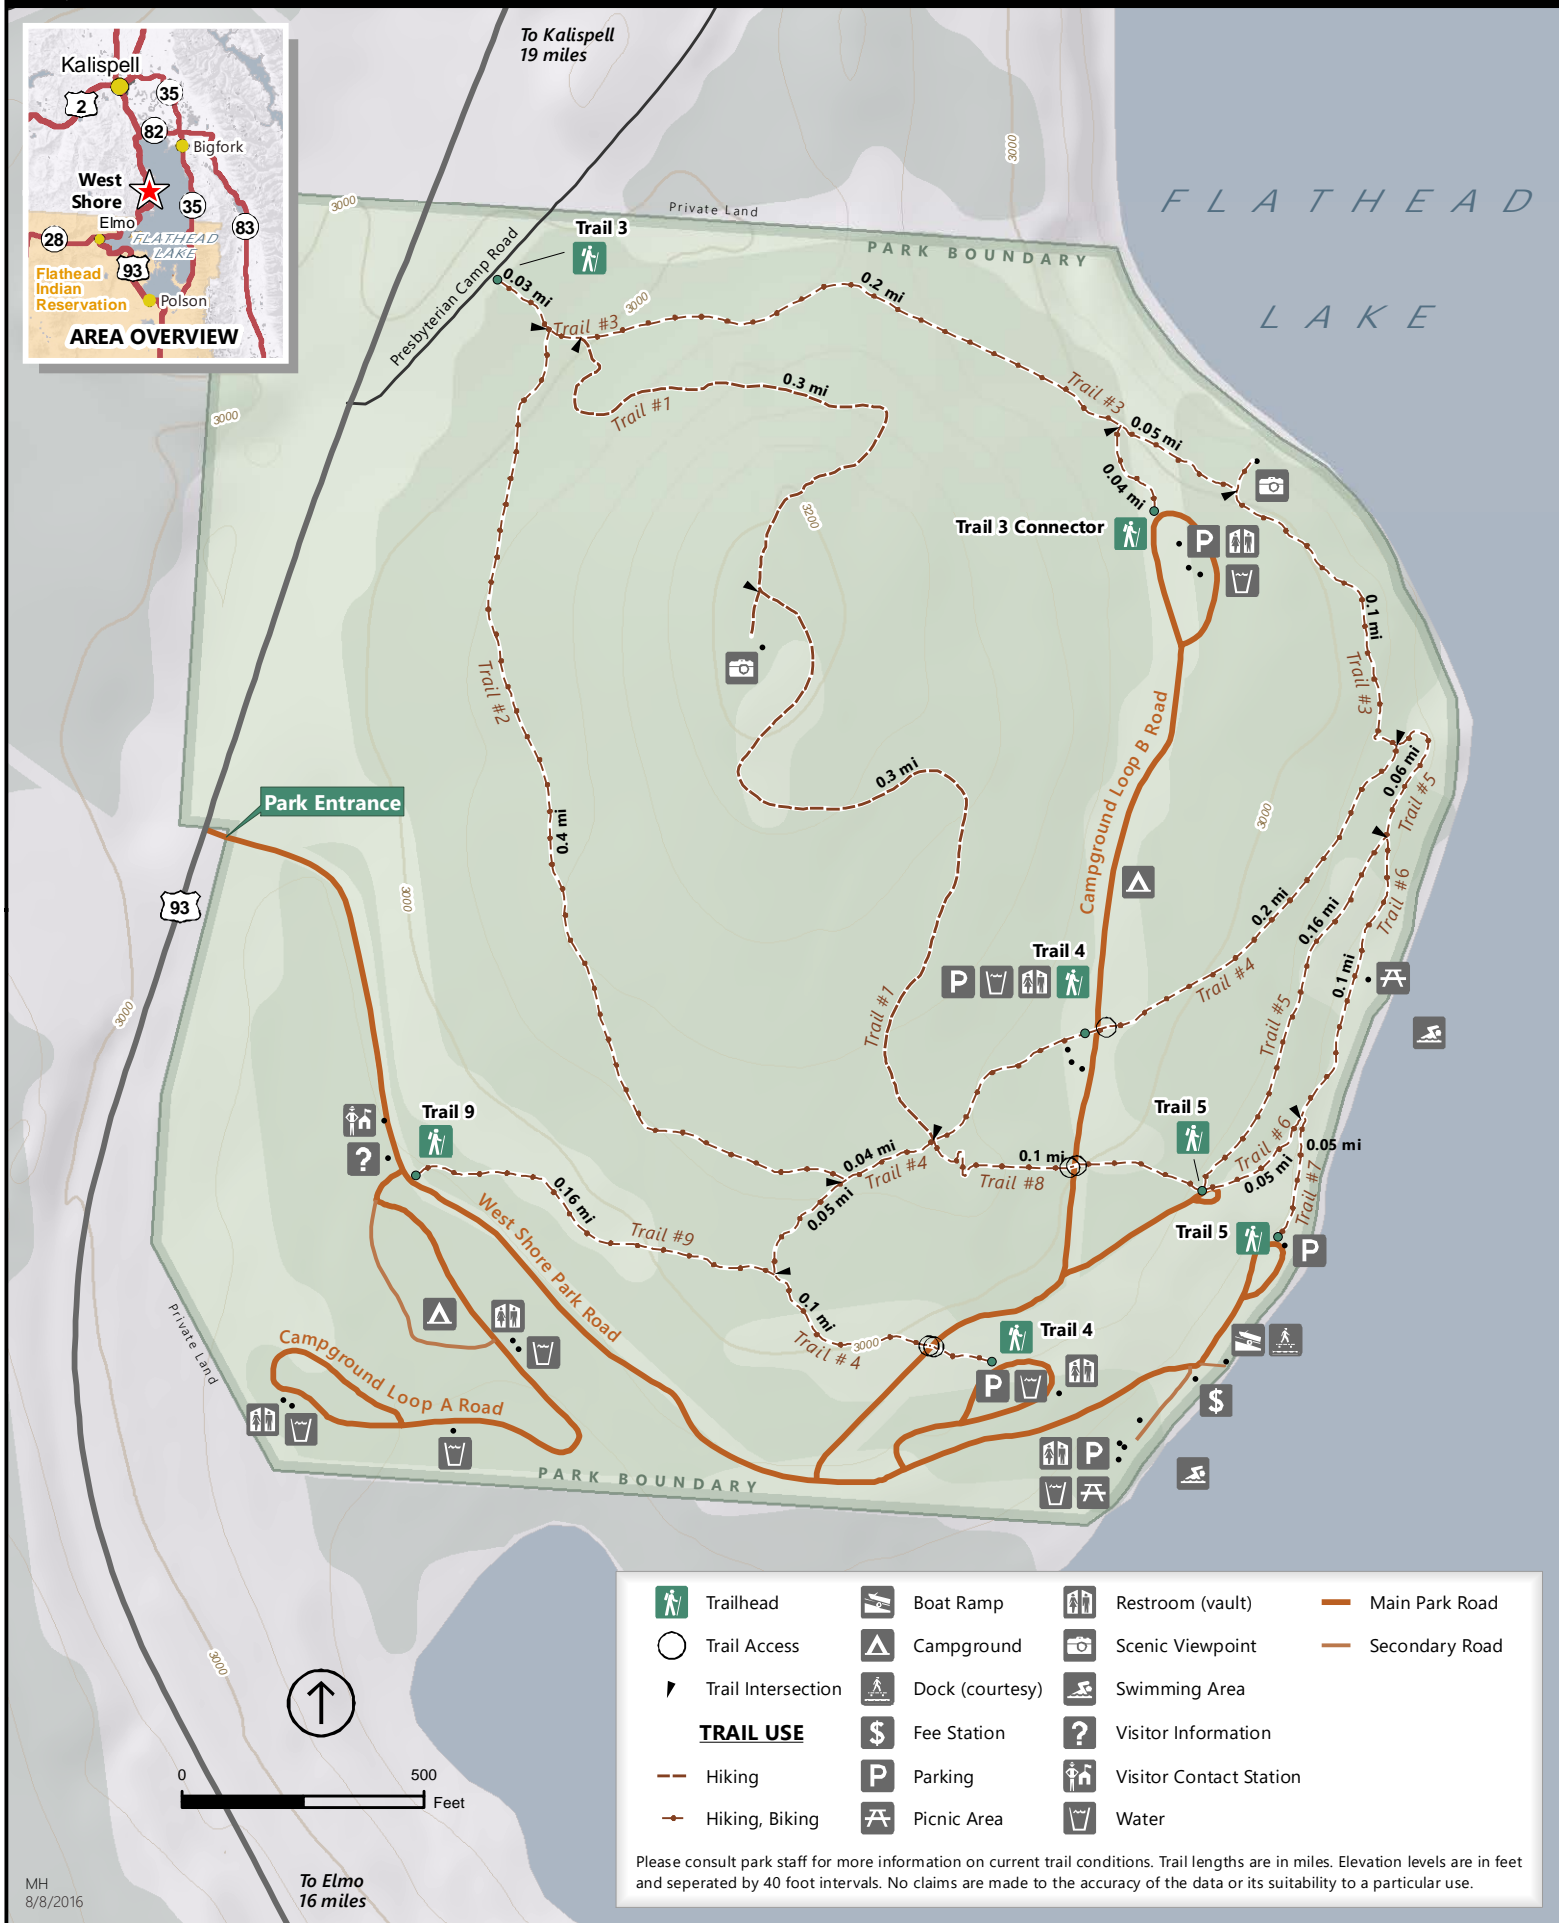 To Kalispell
19 miles
Kalispell
2
35
82
Bigfork
West
Shore
35
Elmo
28
FLATHEAD
LAKE
83
93
Flathead
Indian
Reservation
Polson
AREA OVERVIEW
FLATHEAD
LAKE
3000
3000
Private Land
PARK BOUNDARY
Trail 3
Presbyterian Camp Road
0.03 mi
3000
Trail #3
0.2 mi
0.3 mi
Trail #1
Trail #3
0.05 mi
3000
0.04 mi
3200
Trail 3 Connector
P
0.1 mi
Trail #3
Trail #2
Campground Loop B Road
0.3 mi
0.06 mi
Trail #5
Park Entrance
0.4 mi
3000
3000
93
0.2 mi
0.16 mi
Trail #6
Trail 4
P
Trail #4
0.1 mi
3000
Trail #1
Trail #5
Trail 9
Trail 5
?
0.04 mi
Trail #4
0.1 mi
Trail #8
Trail #6
0.05 mi
0.05 mi
Trail #7
0.16 mi
0.05 mi
Trail #9
West Shore Park Road
Trail 5
P
0.1 mi
Trail #4
3000
Trail 4
Private Land
Campground Loop A Road
P
$
P
PARK BOUNDARY
3000
Trailhead
Trail Access
Trail Intersection
TRAIL USE
Hiking
Hiking, Biking
Boat Ramp
Campground
Dock (courtesy)
$ Fee Station
P Parking
Picnic Area
Restroom (vault)
Scenic Viewpoint
Swimming Area
? Visitor Information
Visitor Contact Station
Water
Main Park Road
Secondary Road
Please consult park staff for more information on current trail conditions. Trail lengths are in miles. Elevation levels are in feet
and seperated by 40 foot intervals. No claims are made to the accuracy of the data or its suitability to a particular use.
0 500
Feet
To Elmo
16 miles
MH
8/8/2016